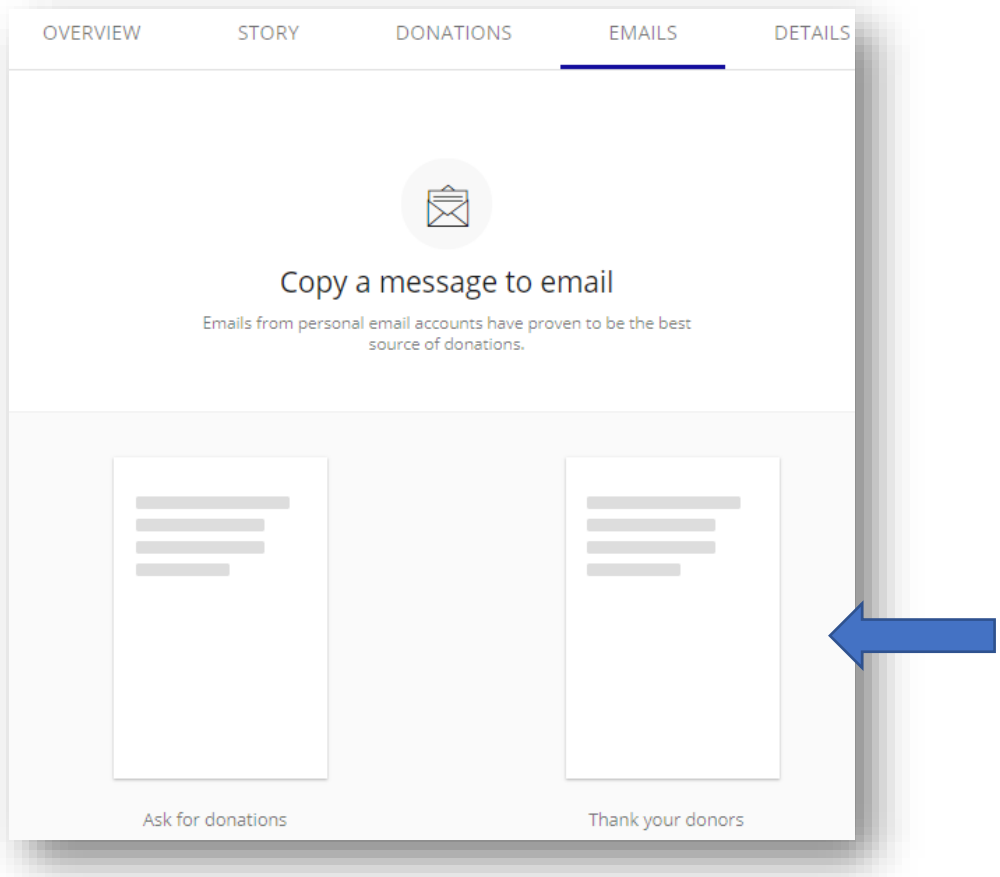 OVERVIEW STORY DONATIONS EMAILS DETAILS
Copy a message to email
Emails from personal email accounts have proven to be the best
source of donations.
Ask for donations Thank your donors